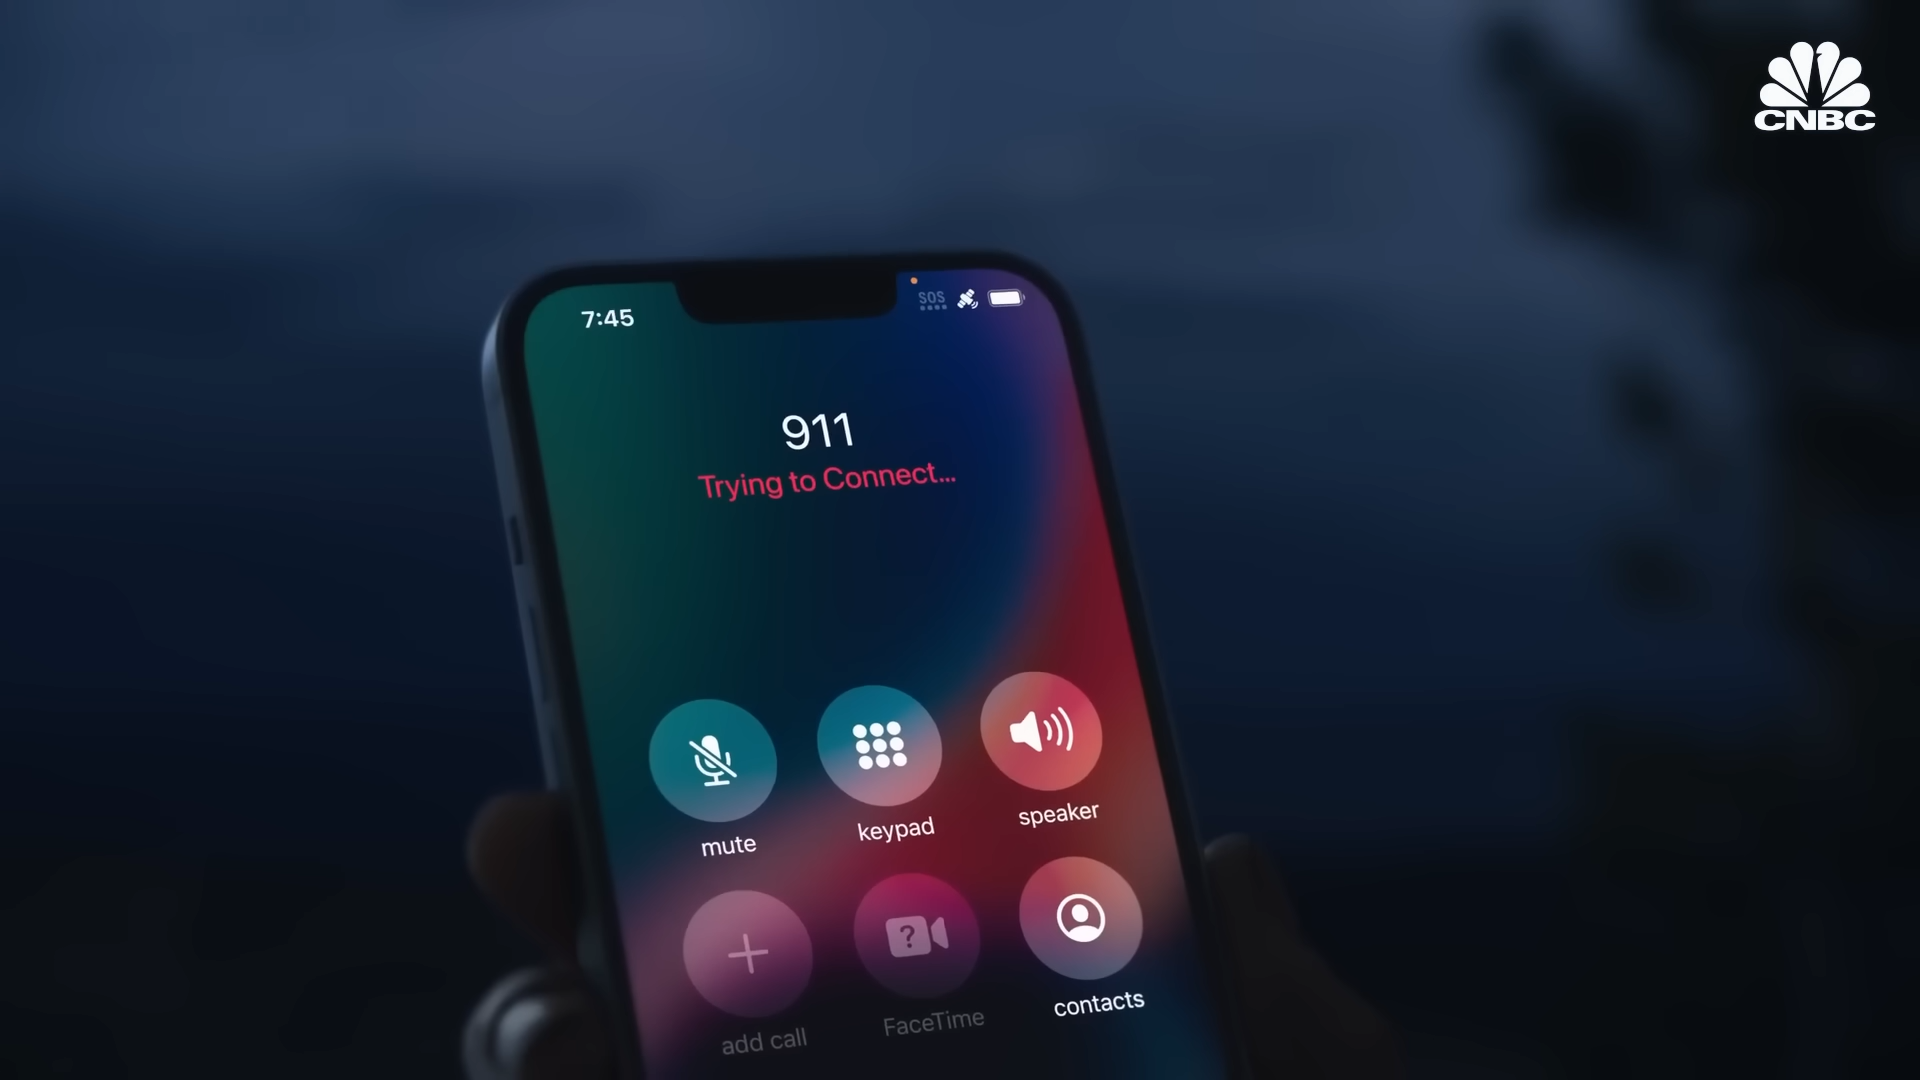 CNBC
7:45
SOS
911
Trying to Connect...
mute
keypad
speaker
add call
FaceTime
contacts